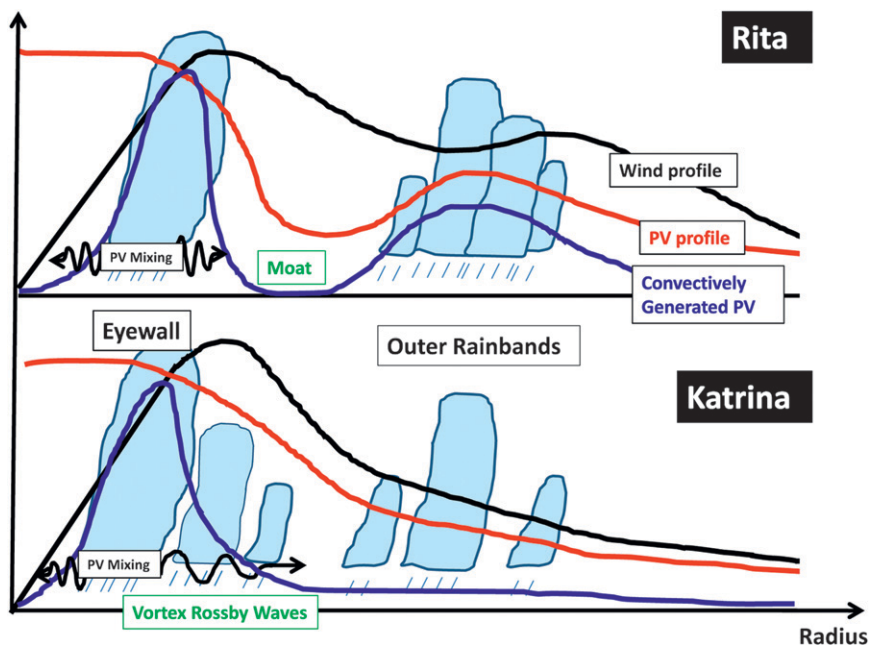 Rita
Wind profile
PV profile
PV Mixing
Moat
Convectively
Generated PV
Eyewall
Outer Rainbands
Katrina
PV Mixing
Vortex Rossby Waves
Radius